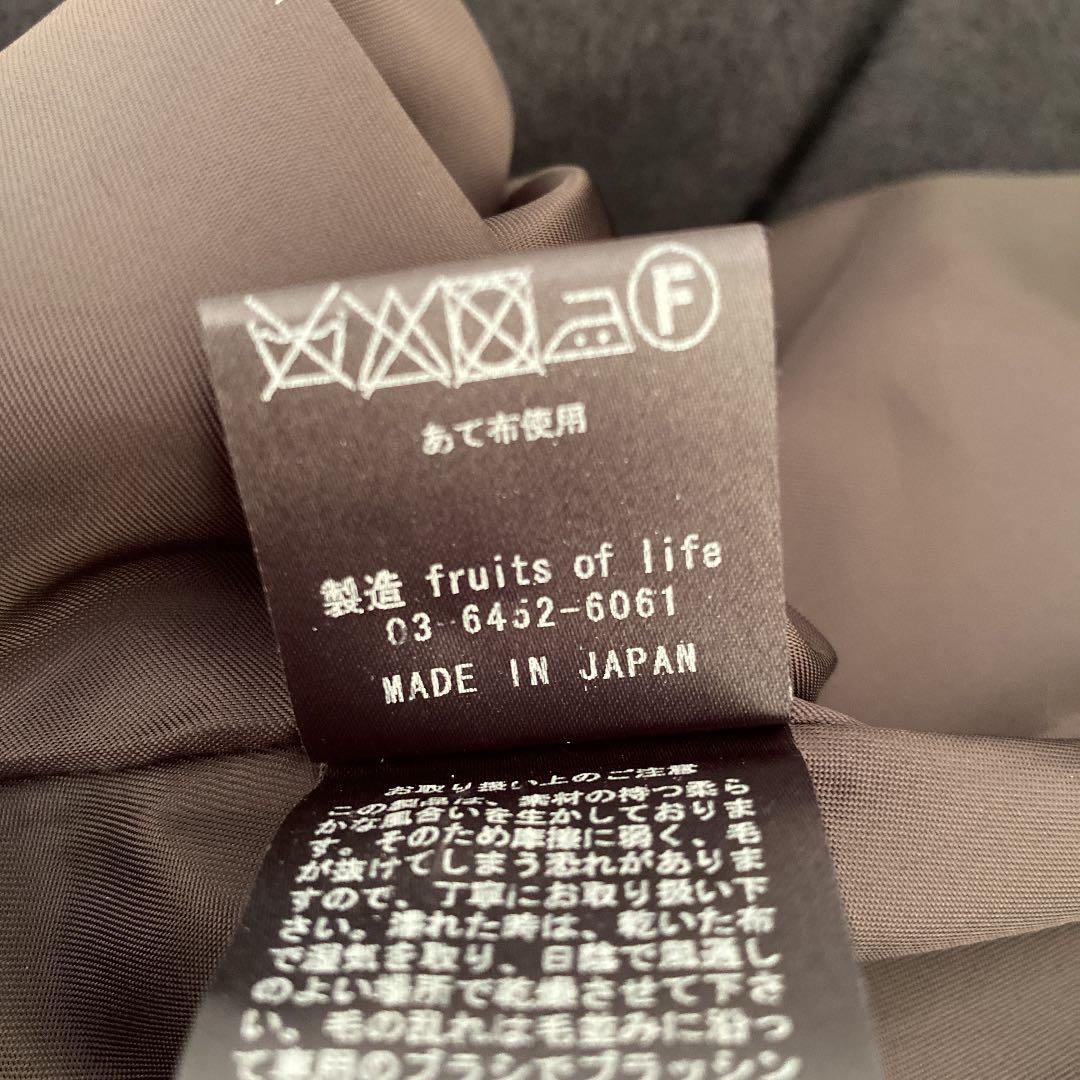 F
あて布使用
製造 fruits of life
03-6452-6061
MADE IN JAPAN
お取り扱い上のご注意
この製品は、素材の持つ柔ら
かな風合いを生かしておりま
す。そのため摩擦に弱く、毛
が抜けてしまう恐れがありま
すので、丁寧にお取り扱い下
さい。濡れた時は、乾いた布
で湿気を取り、日陰で風通し
のよい場所で乾燥させて下さ
い。毛の乱れは毛並みに沿っ
て専用のブラシでブラッシン